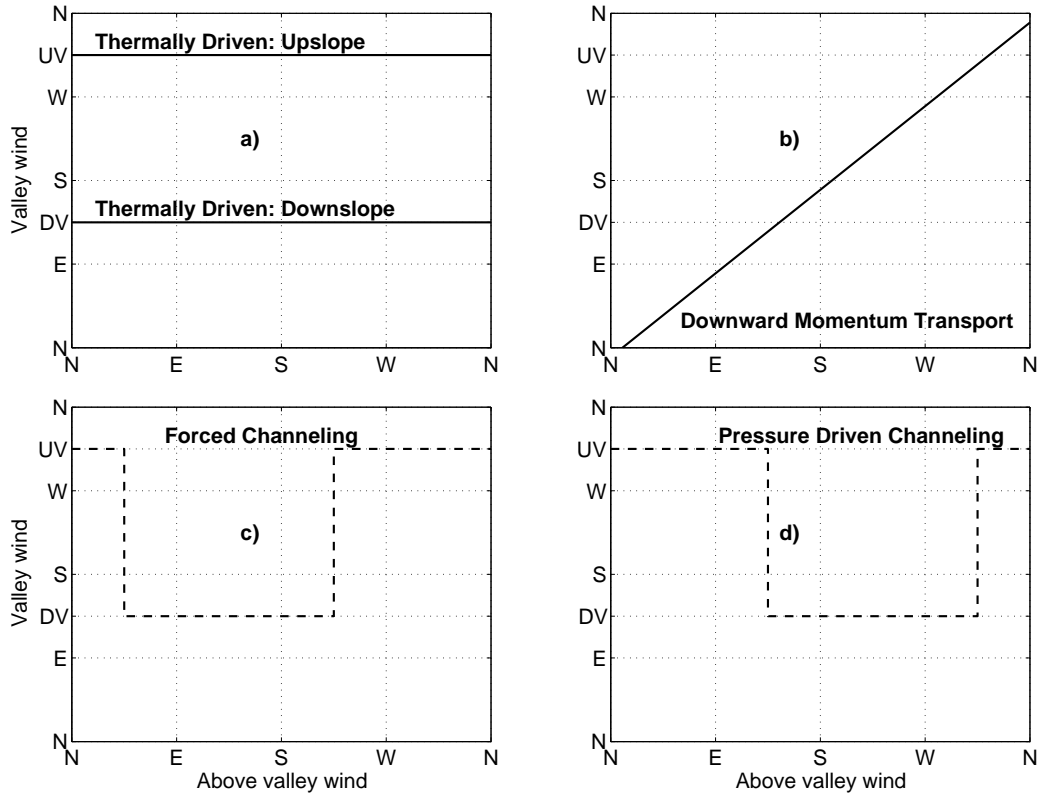 N
Thermally Driven: Upslope
UV
W
a)
S
Thermally Driven: Downslope
DV
E
N
N E S W N
Valley wind
N
UV
W
b)
S
DV
E
Downward Momentum Transport
N
N E S W N
N
Forced Channeling
UV
W
c)
S
DV
E
N
N E S W N
Valley wind
Above valley wind
N
Pressure Driven Channeling
UV
W
d)
S
DV
E
N
N E S W N
Above valley wind